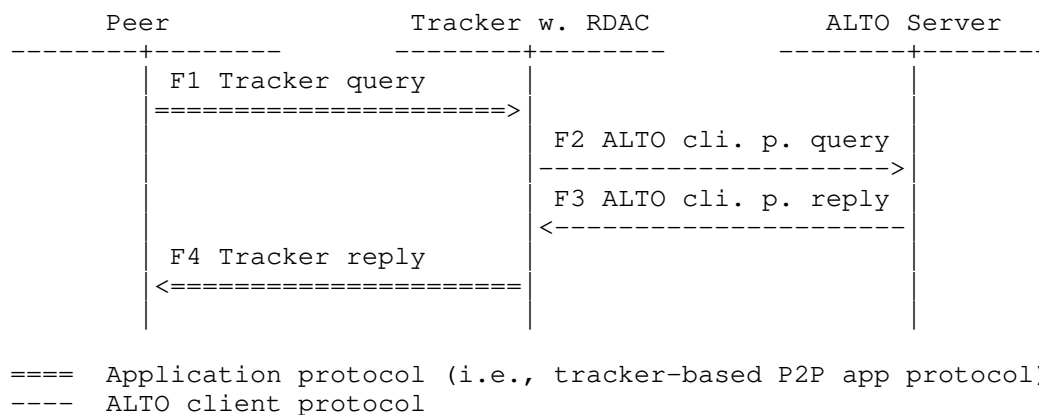 Peer Tracker w. RDAC ALTO Server
F1 Tracker query
F2 ALTO cli. p. query
F3 ALTO cli. p. reply
F4 Tracker reply
==== Application protocol (i.e., tracker-based P2P app protocol)
---- ALTO client protocol